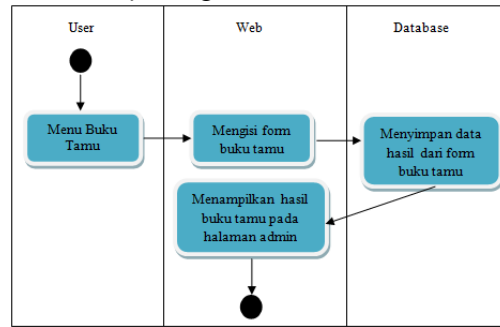 User
Web
Database
Menu Buku
Tamu
Mengisi form
buku tamu
Menyimpan data
hasil dari form
buku tamu
Menampilkan hasil
buku tamu pada
halaman admin